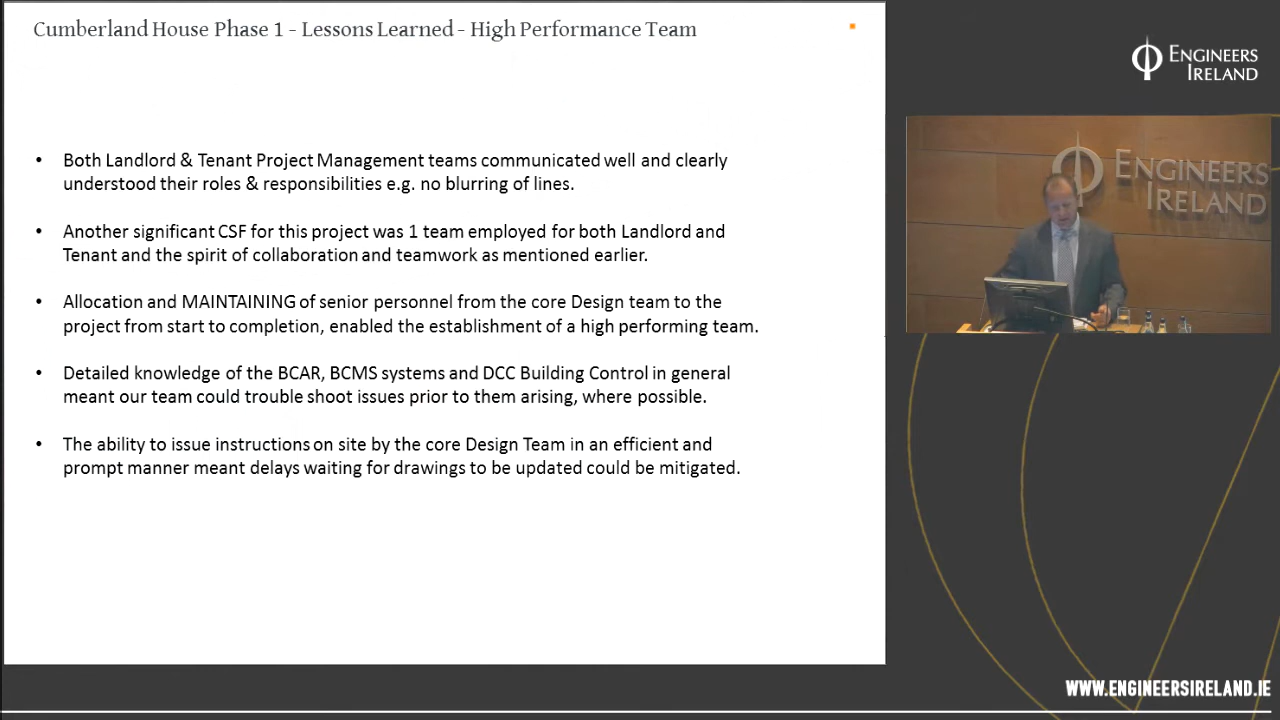 Cumberland House Phase 1 - Lessons Learned - High Performance Team
• Both Landlord & Tenant Project Management teams communicated well and clearly
understood their roles & responsibilities e.g. no blurring of lines.
• Another significant CSF for this project was 1 team employed for both Landlord and
Tenant and the spirit of collaboration and teamwork as mentioned earlier.
• Allocation and MAINTAINING of senior personnel from the core Design team to the
project from start to completion, enabled the establishment of a high performing team.
• Detailed knowledge of the BCAR, BCMS systems and DCC Building Control in general
meant our team could trouble shoot issues prior to them arising, where possible.
• The ability to issue instructions on site by the core Design Team in an efficient and
prompt manner meant delays waiting for drawings to be updated could be mitigated.
ENGINEERS
IRELAND
ENGINEERS
IRELAND
WWW.ENGINEERSIRELAND.IE